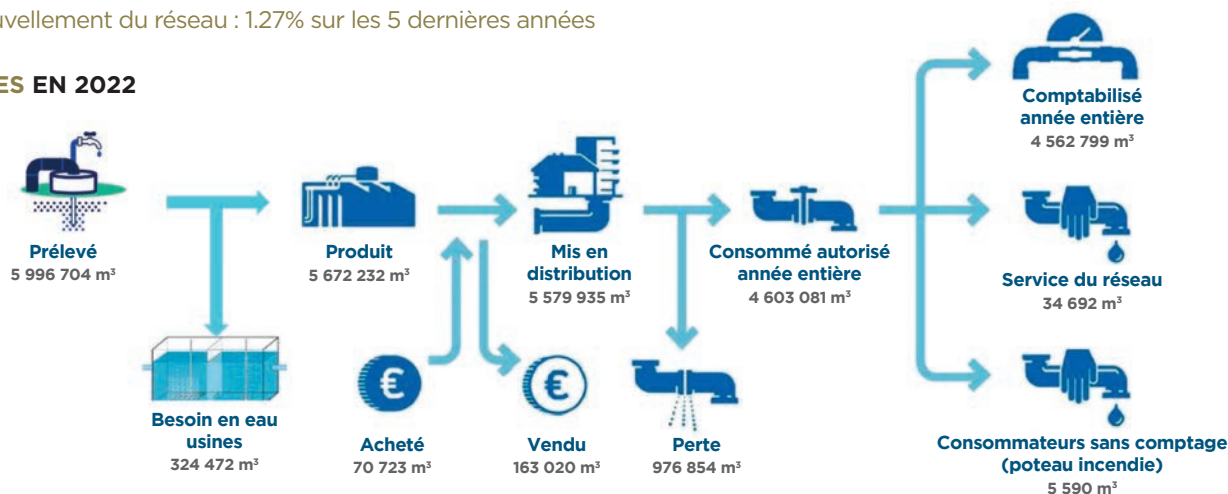 du réseau : 1.27% sur les 5 dernières années
EN 2022
Prélevé
5 996 704 m³
Besoin en eau
usines
324 472 m³
Produit
5 672 232 m³
Acheté
70 723 m³
Vendu
163 020 m³
Mis en
distribution
5 579 935 m³
Perte
976 854 m³
Consommé autorisé
année entière
4 603 081 m³
Comptabilisé
année entière
4 562 799 m³
Service du réseau
34 692 m³
Consommateurs sans comptage
(poteau incendie)
5 590 m³